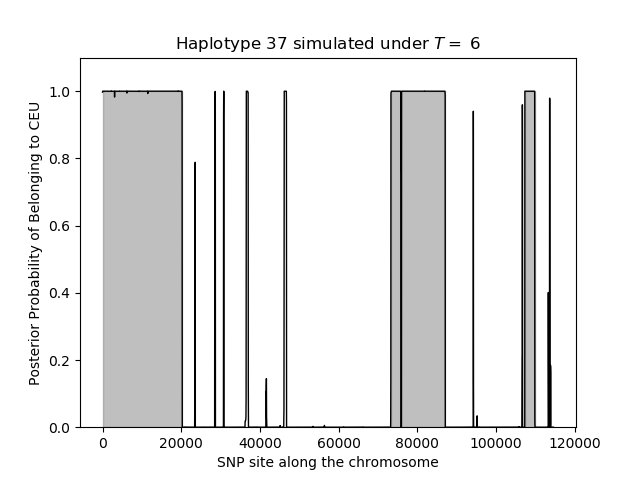 Haplotype 37 simulated under T = 6
Posterior Probability of Belonging to CEU
1.0
0.8
0.6
0.4
0.2
0.0
0 20000 40000 60000 80000 100000 120000
SNP site along the chromosome